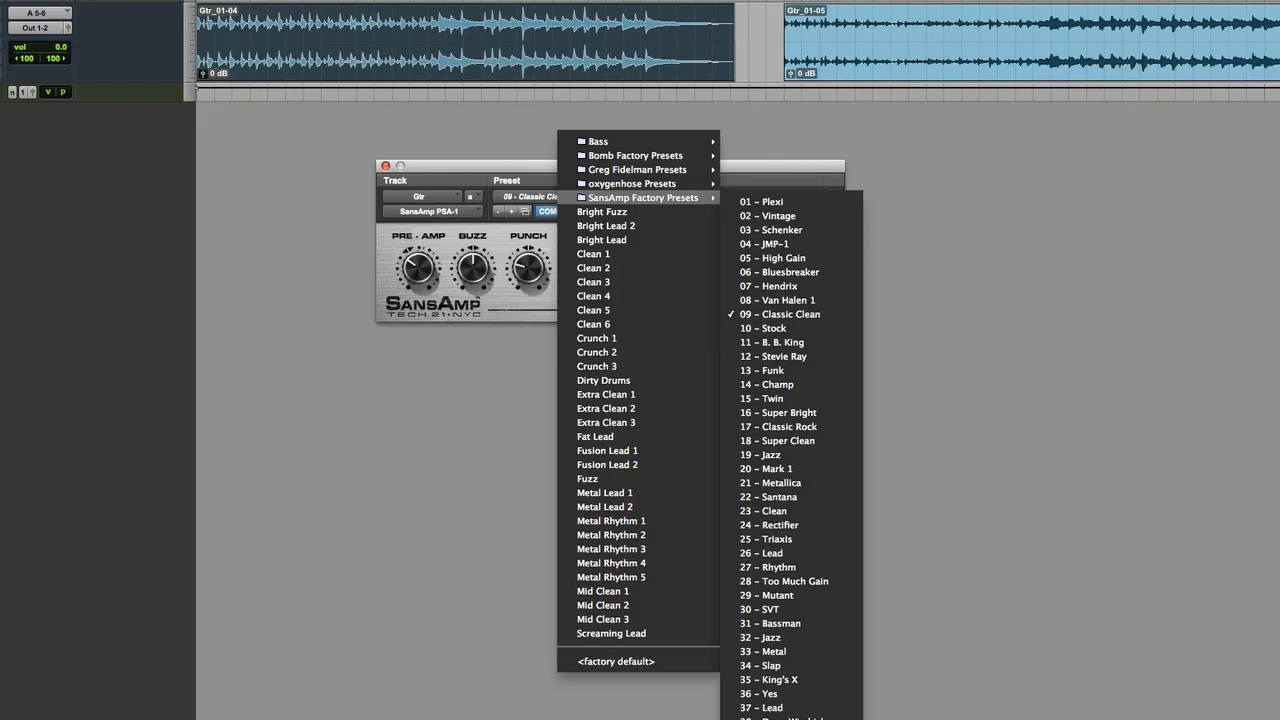 A 5-6
Out 1-2
vol 0.0
100 100
n 1 v p
Gtr_01-04
0 dB
Gtr_01-05
0 dB
Track Preset
Gtr a 09 - Classic Cle
SansAmp PSA-1 - + COM
PRE - AMP BUZZ PUNCH
SANSAMP
TECH 21 • NYC
Bass
Bomb Factory Presets
Greg Fidelman Presets
oxygenhose Presets
SansAmp Factory Presets
Bright Fuzz
Bright Lead 2
Bright Lead
Clean 1
Clean 2
Clean 3
Clean 4
Clean 5
Clean 6
Crunch 1
Crunch 2
Crunch 3
Dirty Drums
Extra Clean 1
Extra Clean 2
Extra Clean 3
Fat Lead
Fusion Lead 1
Fusion Lead 2
Fuzz
Metal Lead 1
Metal Lead 2
Metal Rhythm 1
Metal Rhythm 2
Metal Rhythm 3
Metal Rhythm 4
Metal Rhythm 5
Mid Clean 1
Mid Clean 2
Mid Clean 3
Screaming Lead
<factory default>
01 - Plexi
02 - Vintage
03 - Schenker
04 - JMP-1
05 - High Gain
06 - Bluesbreaker
07 - Hendrix
08 - Van Halen 1
✓ 09 - Classic Clean
10 - Stock
11 - B. B. King
12 - Stevie Ray
13 - Funk
14 - Champ
15 - Twin
16 - Super Bright
17 - Classic Rock
18 - Super Clean
19 - Jazz
20 - Mark 1
21 - Metallica
22 - Santana
23 - Clean
24 - Rectifier
25 - Triaxis
26 - Lead
27 - Rhythm
28 - Too Much Gain
29 - Mutant
30 - SVT
31 - Bassman
32 - Jazz
33 - Metal
34 - Slap
35 - King's X
36 - Yes
37 - Lead